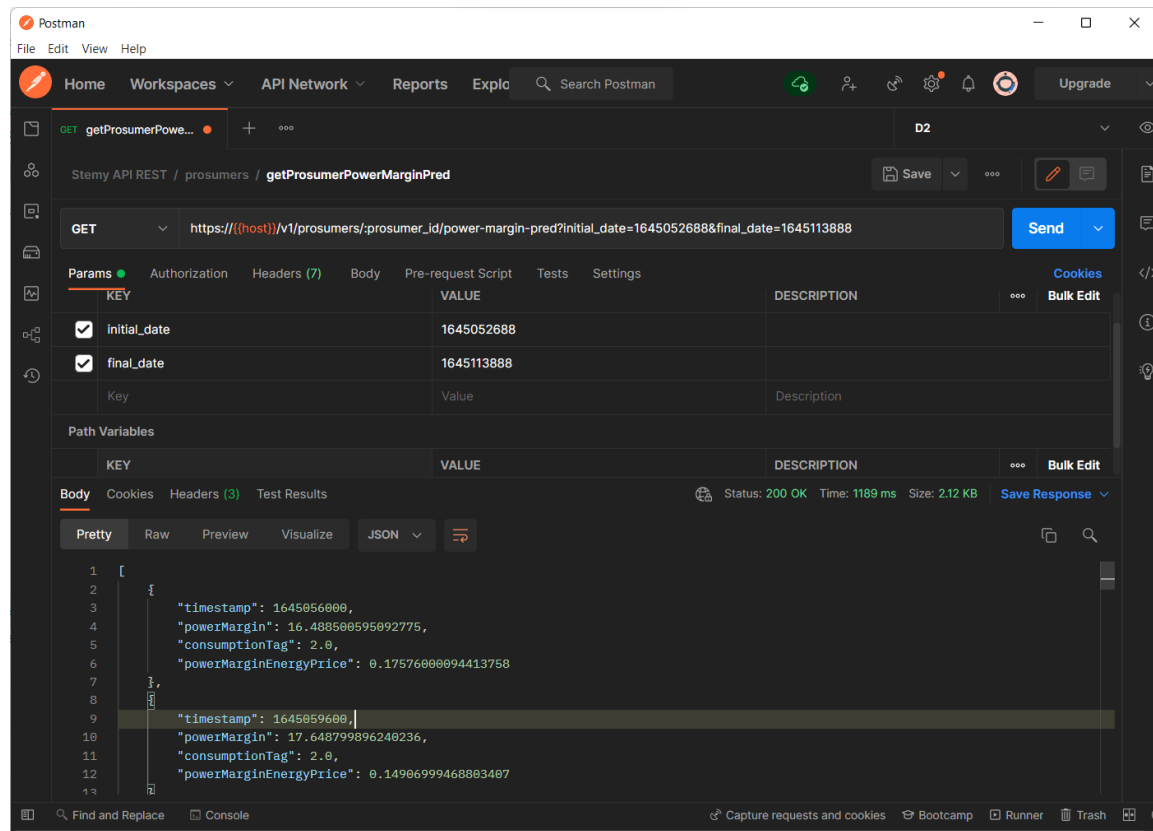 Postman
File Edit View Help
Home Workspaces API Network Reports Explo Search Postman Upgrade
GET getProsumerPowe... D2
Stemy API REST / prosumers / getProsumerPowerMarginPred Save
GET https://{{host}}/v1/prosumers/:prosumer_id/power-margin-pred?initial_date=1645052688&final_date=1645113888 Send
Params Authorization Headers (7) Body Pre-request Script Tests Settings Cookies
KEY VALUE DESCRIPTION Bulk Edit
initial_date 1645052688
final_date 1645113888
Key Value Description
Path Variables
KEY VALUE DESCRIPTION Bulk Edit
Body Cookies Headers (3) Test Results Status: 200 OK Time: 1189 ms Size: 2.12 KB Save Response
Pretty Raw Preview Visualize JSON
1 [
2 {
3 "timestamp": 1645056000,
4 "powerMargin": 16.488500595092775,
5 "consumptionTag": 2.0,
6 "powerMarginEnergyPrice": 0.17576000094413758
7 },
8 {
9 "timestamp": 1645059600,
10 "powerMargin": 17.648799896240236,
11 "consumptionTag": 2.0,
12 "powerMarginEnergyPrice": 0.14906999468803407
13 }
Find and Replace Console Capture requests and cookies Bootcamp Runner Trash